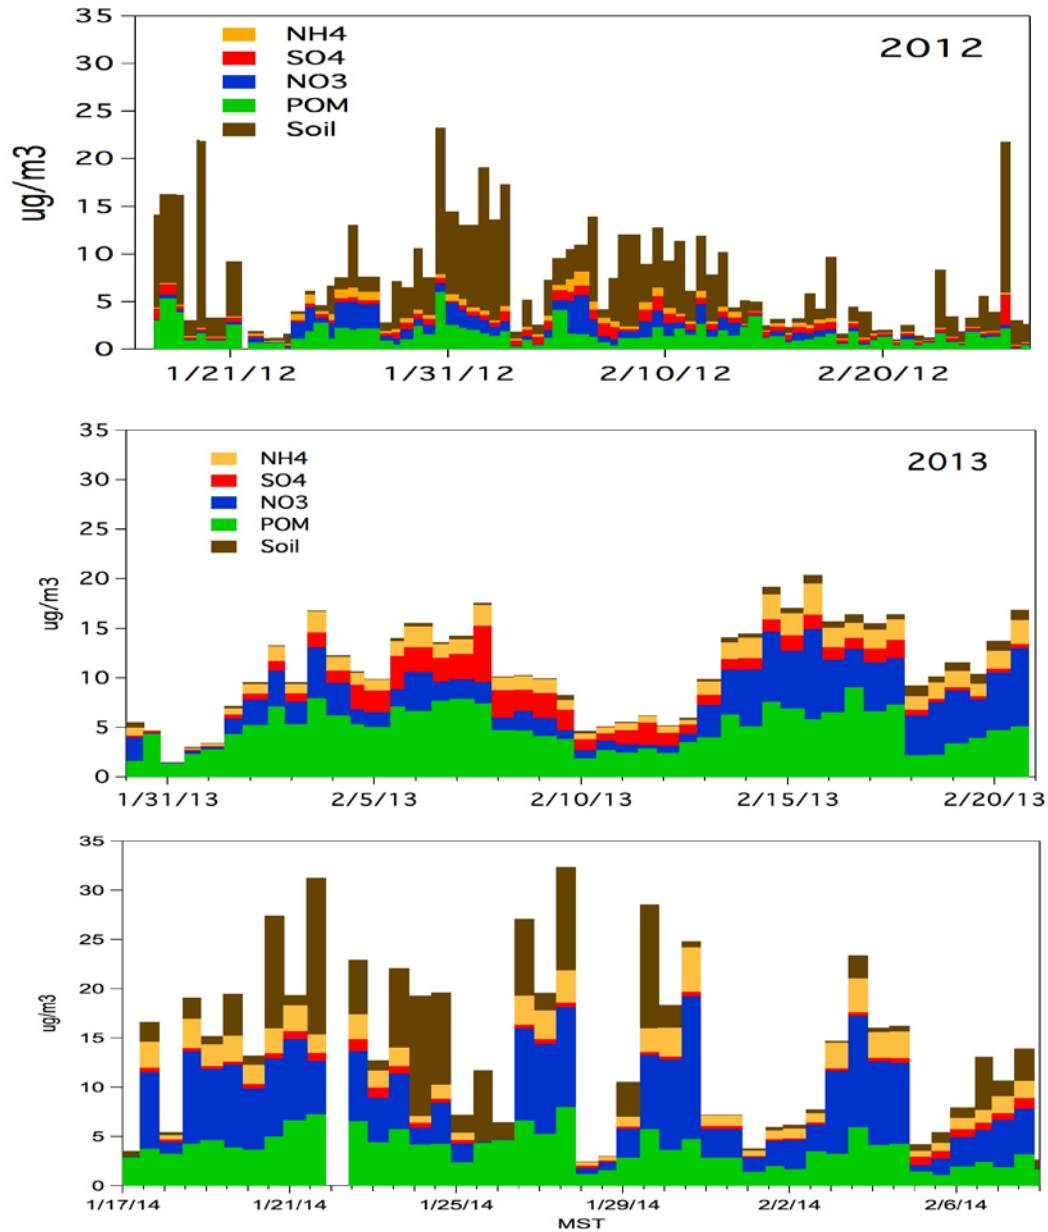 35
30
25
20
15
10
5
0
ug/m3
NH4
SO4
NO3
POM
Soil
2012
1/21/12
1/31/12
2/10/12
2/20/12
35
30
25
20
15
10
5
0
ug/m3
NH4
SO4
NO3
POM
Soil
2013
1/31/13
2/5/13
2/10/13
2/15/13
2/20/13
35
30
25
20
15
10
5
0
ug/m3
1/17/14
1/21/14
1/25/14
1/29/14
2/2/14
2/6/14
MST